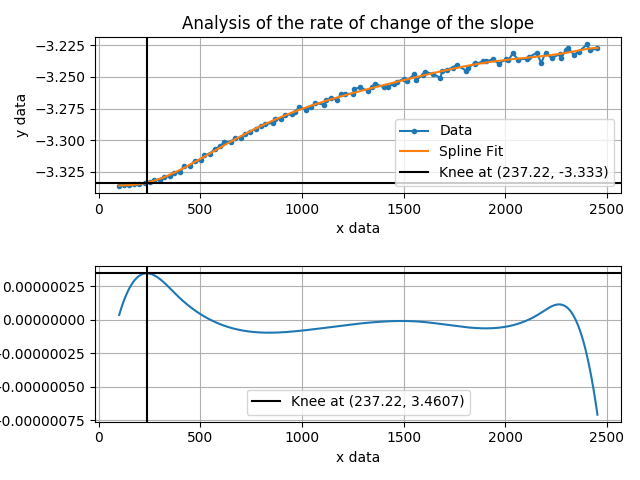 Analysis of the rate of change of the slope
−3.225
−3.250
−3.275
−3.300
−3.325
y data
Data
Spline Fit
Knee at (237.22, -3.333)
0 500 1000 1500 2000 2500
x data
0.00000025
0.00000000
0.00000025
0.00000050
0.00000075
Knee at (237.22, 3.4607)
0 500 1000 1500 2000 2500
x data